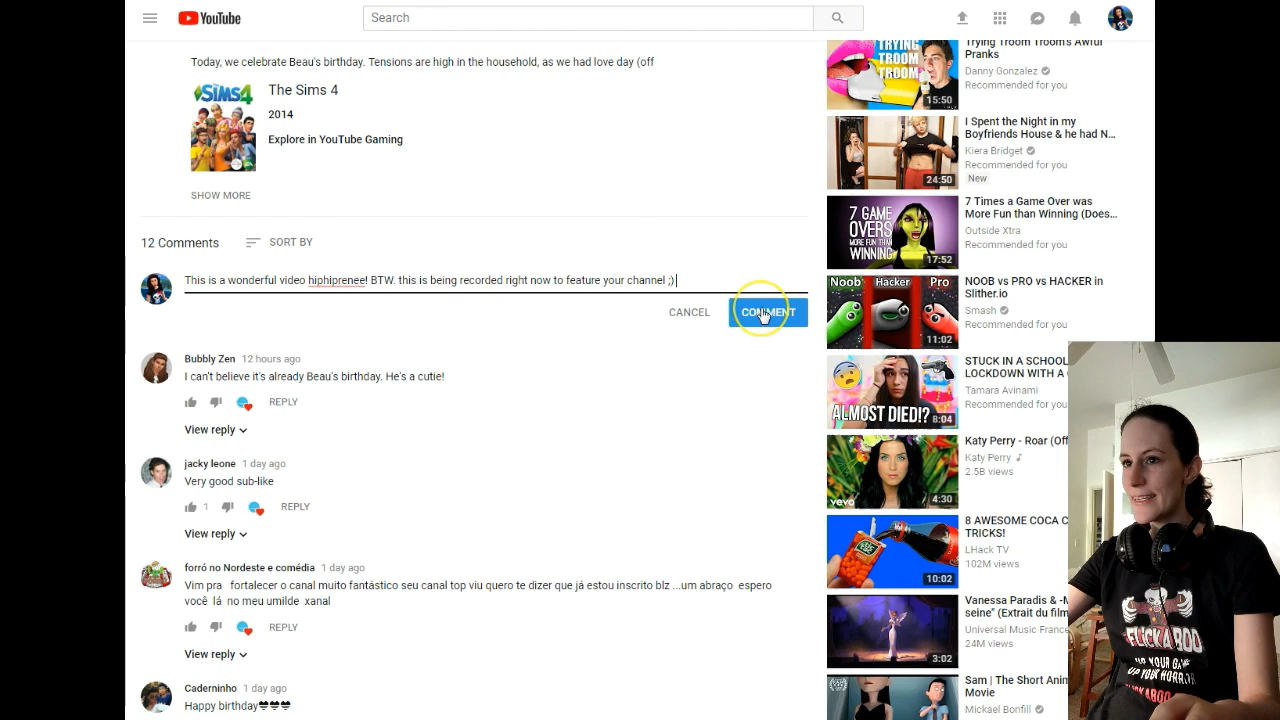 YouTube
Search
Today, we celebrate Beau's birthday. Tensions are high in the household, as we had love day (off
The Sims 4
2014
Explore in YouTube Gaming
SHOW MORE
12 Comments
SORT BY
This is a wonderful video hiphiprenee! BTW. this is being recorded right now to feature your channel ;)
CANCEL
COMMENT
Bubbly Zen 12 hours ago
I can't believe it's already Beau's birthday. He's a cutie!
REPLY
View reply
jacky leone 1 day ago
Very good sub-like
1 REPLY
View reply
forró no Nordeste e comédia 1 day ago
Vim pra fortalecer o canal muito fantástico seu canal top viu quero te dizer que já estou inscrito blz ...um abraço espero
você lá no meu umilde xanal
REPLY
View reply
Caderninho 1 day ago
Happy birthday
TRYING
TROOM
TROOM
15:50
Trying Troom Troom's Awful
Pranks
Danny Gonzalez
Recommended for you
24:50
I Spent the Night in my
Boyfriends House & he had N...
Kiera Bridget
Recommended for you
New
7 GAME
OVERS
MORE FUN THAN
WINNING
17:52
7 Times a Game Over was
More Fun than Winning (Does...
Outside Xtra
Recommended for you
Noob Hacker Pro
11:02
NOOB vs PRO vs HACKER in
Slither.io
Smash
Recommended for you
ALMOST DIED!?
8:04
STUCK IN A SCHOOL
LOCKDOWN WITH A
Tamara Avinami
Recommended for you
vevo
4:30
Katy Perry - Roar (Off
Katy Perry
2.5B views
10:02
8 AWESOME COCA C
TRICKS!
LHack TV
102M views
3:02
Vanessa Paradis & -M
seine" (Extrait du film
Universal Music France
24M views
Sam | The Short Anim
Movie
Mickael Bonfill